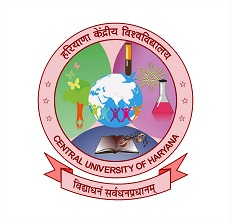 हरियाणा केंद्रीय विश्वविद्यालय
CENTRAL UNIVERSITY OF HARYANA
विद्याधनं सर्वधनप्रधानम्